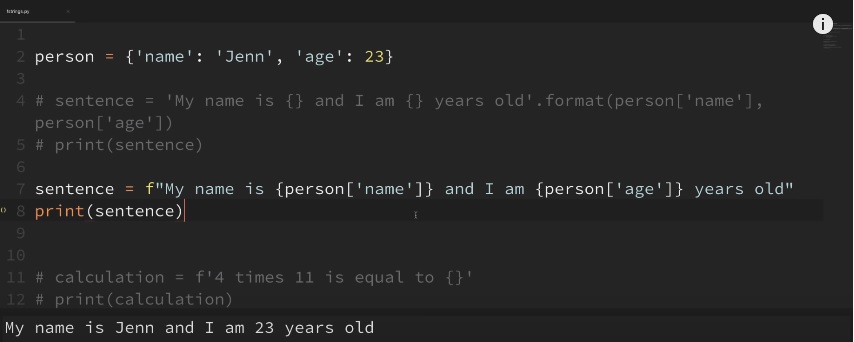 fstrings.py
i
1
2 person = {'name': 'Jenn', 'age': 23}
3
4 # sentence = 'My name is {} and I am {} years old'.format(person['name'],
person['age'])
5 # print(sentence)
6
7 sentence = f"My name is {person['name']} and I am {person['age']} years old"
8 print(sentence)
9
10
11 # calculation = f'4 times 11 is equal to {}'
12 # print(calculation)
My name is Jenn and I am 23 years old